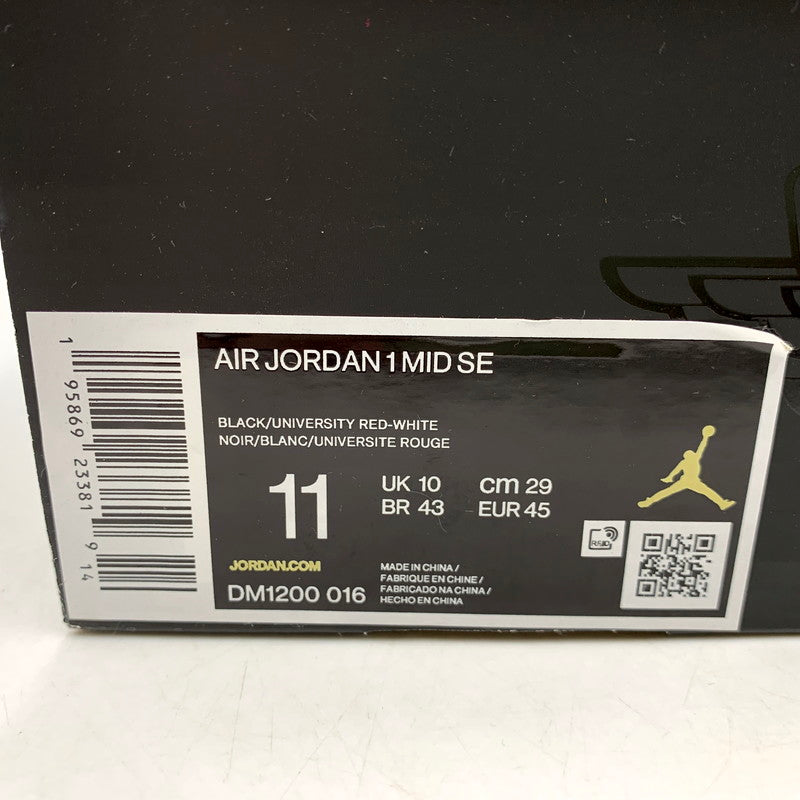 1 95869 23381 9 14
AIR JORDAN 1 MID SE
BLACK/UNIVERSITY RED-WHITE
NOIR/BLANC/UNIVERSITE ROUGE
11
UK 10 cm 29
BR 43 EUR 45
JORDAN.COM
DM1200 016
MADE IN CHINA /
FABRIQUE EN CHINE /
FABRICADO NA CHINA /
HECHO EN CHINA
RFID